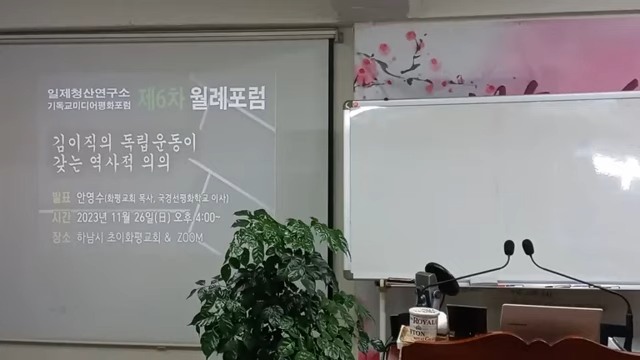 일제청산연구소
기독교미디어평화포럼
제6차 월례포럼
김이직의 독립운동이
갖는 역사적 의의
발표 안영수(화평교회 목사, 국경선평화학교 이사)
시간 2023년 11월 26일(일) 오후 4:00~
장소 하남시 초이화평교회 & ZOOM
ROYAL